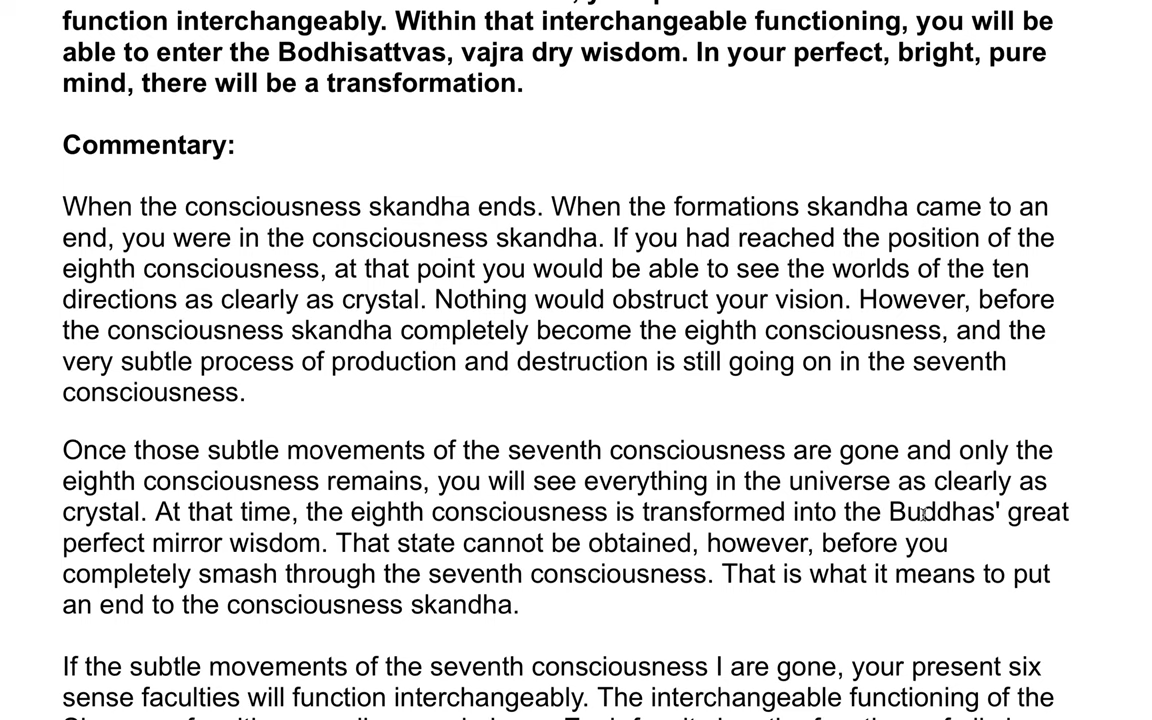 function interchangeably. Within that interchangeable functioning, you will be
able to enter the Bodhisattvas, vajra dry wisdom. In your perfect, bright, pure
mind, there will be a transformation.
Commentary:
When the consciousness skandha ends. When the formations skandha came to an
end, you were in the consciousness skandha. If you had reached the position of the
eighth consciousness, at that point you would be able to see the worlds of the ten
directions as clearly as crystal. Nothing would obstruct your vision. However, before
the consciousness skandha completely become the eighth consciousness, and the
very subtle process of production and destruction is still going on in the seventh
consciousness.
Once those subtle movements of the seventh consciousness are gone and only the
eighth consciousness remains, you will see everything in the universe as clearly as
crystal. At that time, the eighth consciousness is transformed into the Buddhas' great
perfect mirror wisdom. That state cannot be obtained, however, before you
completely smash through the seventh consciousness. That is what it means to put
an end to the consciousness skandha.
If the subtle movements of the seventh consciousness I are gone, your present six
sense faculties will function interchangeably. The interchangeable functioning of the